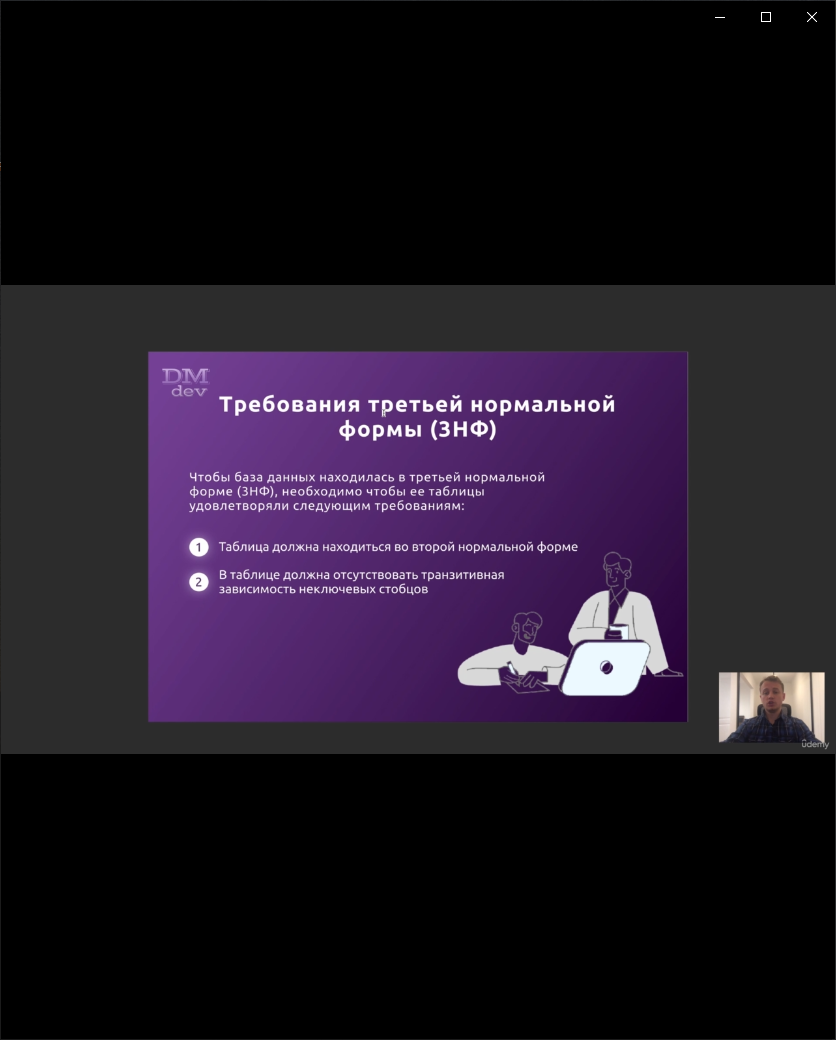 DM
dev
Требования третьей нормальной
формы (3НФ)
Чтобы база данных находилась в третьей нормальной
форме (3НФ), необходимо чтобы ее таблицы
удовлетворяли следующим требованиям:
1 Таблица должна находиться во второй нормальной форме
2 В таблице должна отсутствовать транзитивная
зависимость неключевых стобцов
ûdemy